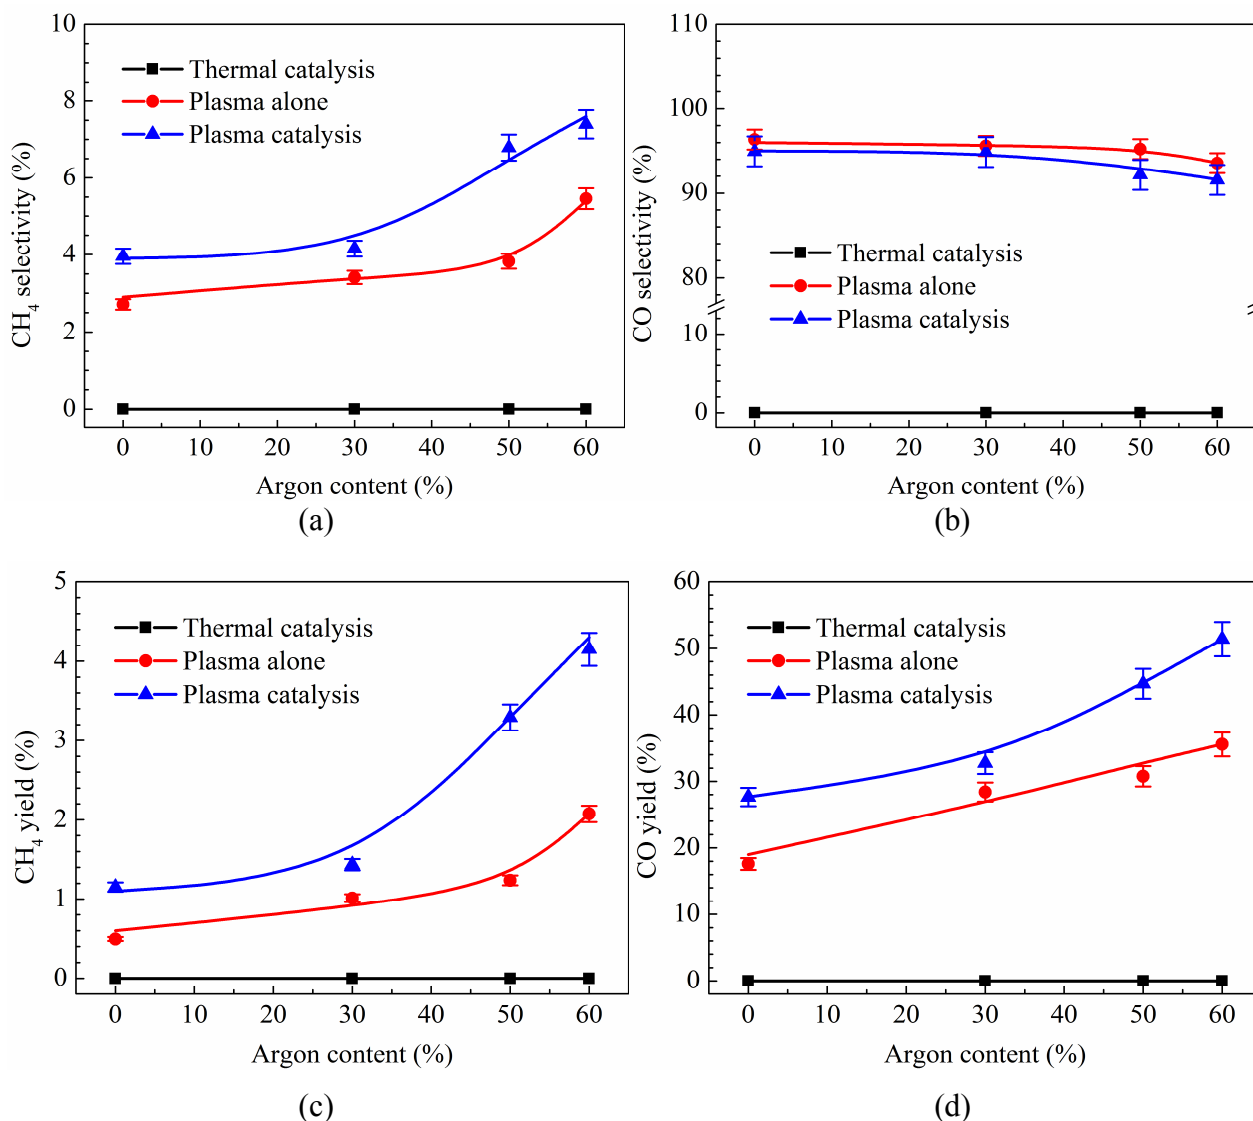 10
8
6
4
2
0
CH4 selectivity (%)
Thermal catalysis
Plasma alone
Plasma catalysis
0 10 20 30 40 50 60
Argon content (%)
(a)
110
100
90
80
10
0
CO selectivity (%)
Thermal catalysis
Plasma alone
Plasma catalysis
0 10 20 30 40 50 60
Argon content (%)
(b)
5
4
3
2
1
0
CH4 yield (%)
Thermal catalysis
Plasma alone
Plasma catalysis
0 10 20 30 40 50 60
Argon content (%)
(c)
60
50
40
30
20
10
0
CO yield (%)
Thermal catalysis
Plasma alone
Plasma catalysis
0 10 20 30 40 50 60
Argon content (%)
(d)